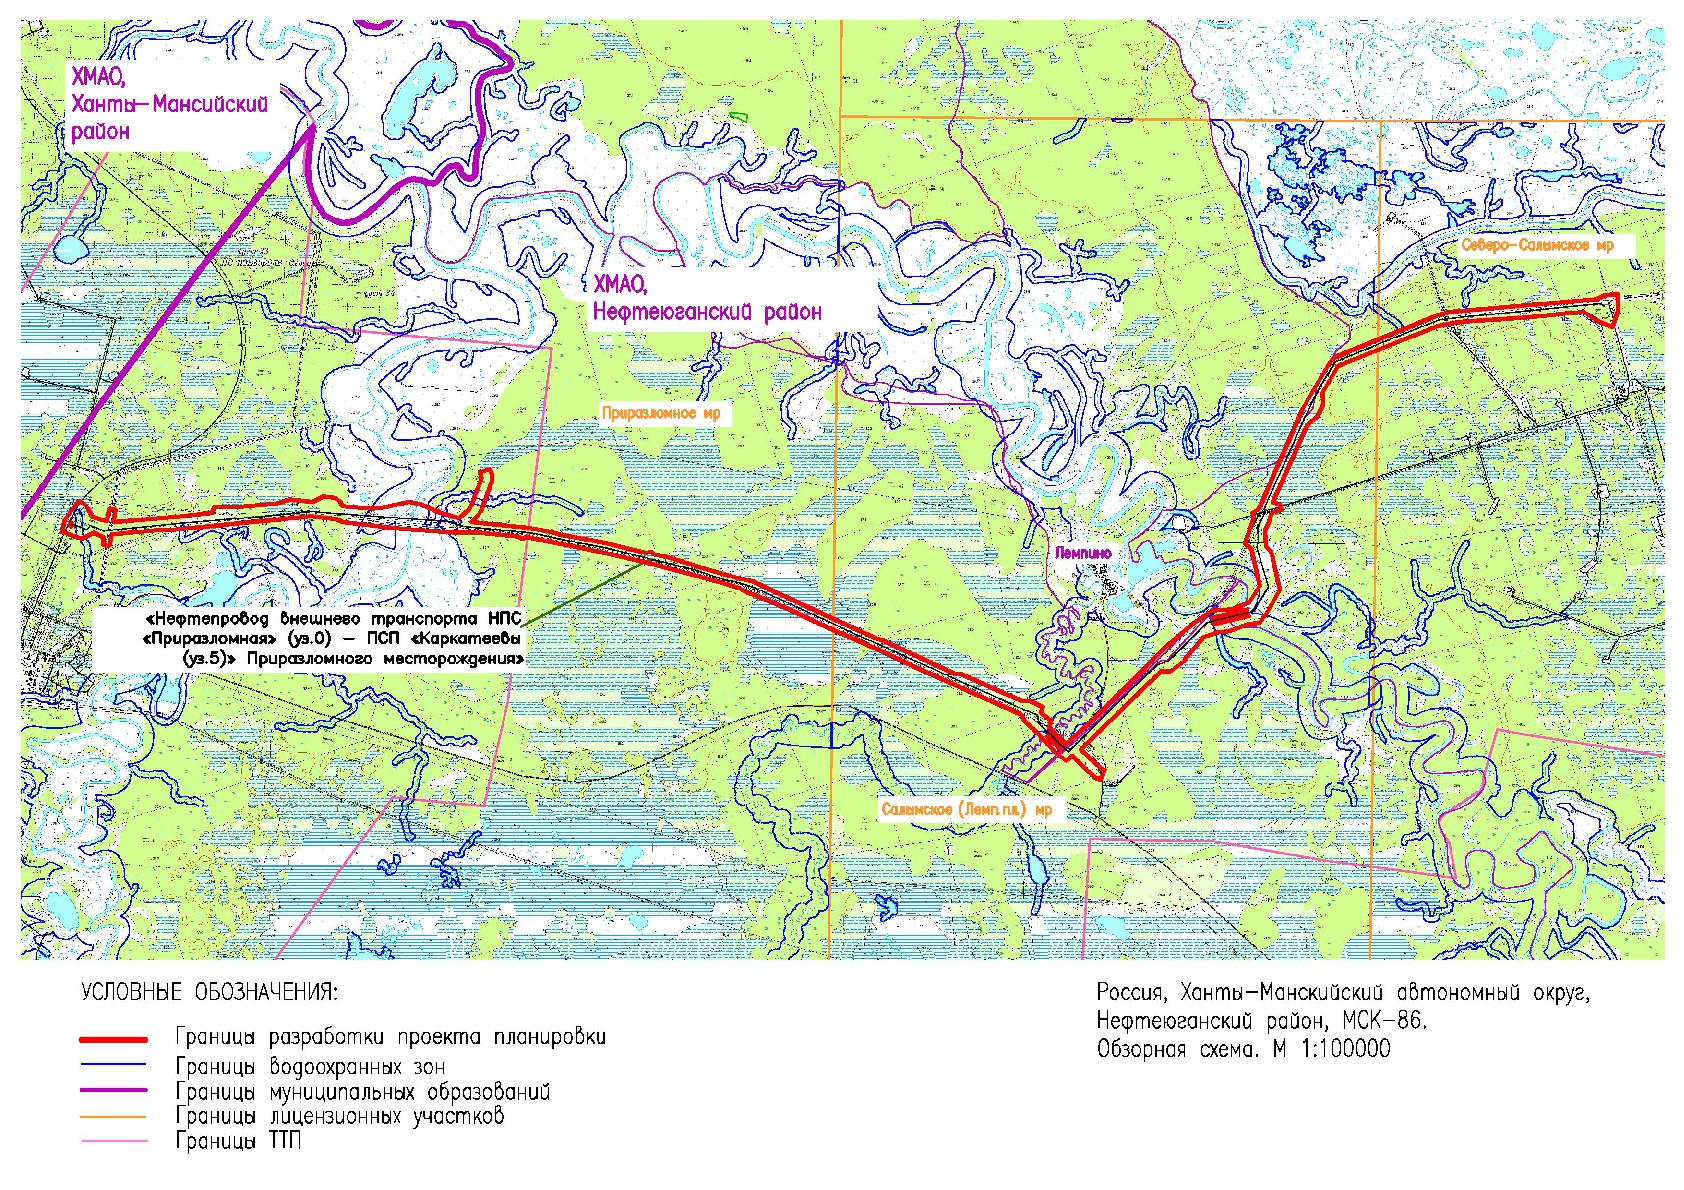 ХМАО,
Ханты-Мансийский
район
ХМАО,
Нефтеюганский район
Северо-Салымское мр
Приразломное мр
Лемпино
«Нефтепровод внешнего транспорта НПС
«Приразломная» (уз.0) – ПСП «Каркатеевы
(уз.5)» Приразломного месторождения»
Салымское (Лемп.пл.) мр
УСЛОВНЫЕ ОБОЗНАЧЕНИЯ:
Границы разработки проекта планировки
Границы водоохранных зон
Границы муниципальных образований
Границы лицензионных участков
Границы ТТП
Россия, Ханты-Манскийский автономный округ,
Нефтеюганский район, МСК-86.
Обзорная схема. М 1:100000